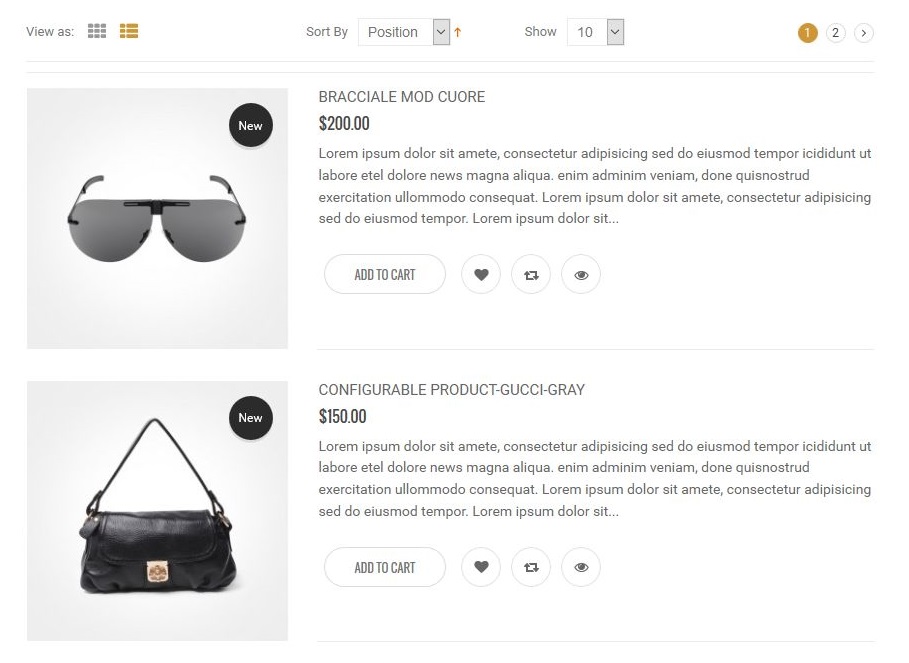 View as:
Sort By Position
Show 10
1 2
New
BRACCIALE MOD CUORE
$200.00
Lorem ipsum dolor sit amete, consectetur adipisicing sed do eiusmod tempor icididunt ut
labore etel dolore news magna aliqua. enim adminim veniam, done quisnostrud
exercitation ullommodo consequat. Lorem ipsum dolor sit amete, consectetur adipisicing
sed do eiusmod tempor. Lorem ipsum dolor sit...
ADD TO CART
New
CONFIGURABLE PRODUCT-GUCCI-GRAY
$150.00
Lorem ipsum dolor sit amete, consectetur adipisicing sed do eiusmod tempor icididunt ut
labore etel dolore news magna aliqua. enim adminim veniam, done quisnostrud
exercitation ullommodo consequat. Lorem ipsum dolor sit amete, consectetur adipisicing
sed do eiusmod tempor. Lorem ipsum dolor sit...
ADD TO CART